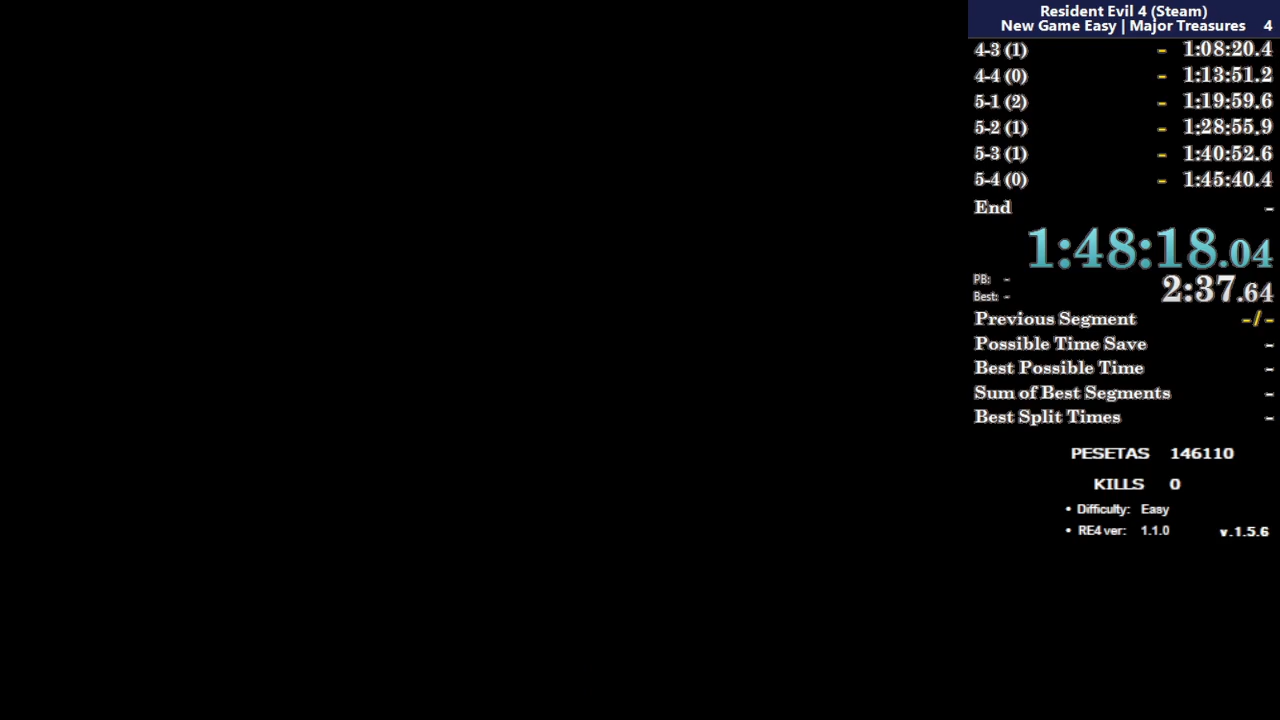 Resident Evil 4 (Steam)
New Game Easy | Major Treasures 4
4-3 (1) - 1:08:20.4
4-4 (0) - 1:13:51.2
5-1 (2) - 1:19:59.6
5-2 (1) - 1:28:55.9
5-3 (1) - 1:40:52.6
5-4 (0) - 1:45:40.4
End -
1:48:18.04
PB: -
2:37.64
Best: -
Previous Segment -/-
Possible Time Save -
Best Possible Time -
Sum of Best Segments -
Best Split Times -
PESETAS 146110
KILLS 0
• Difficulty: Easy
• RE4 ver: 1.1.0 v.1.5.6